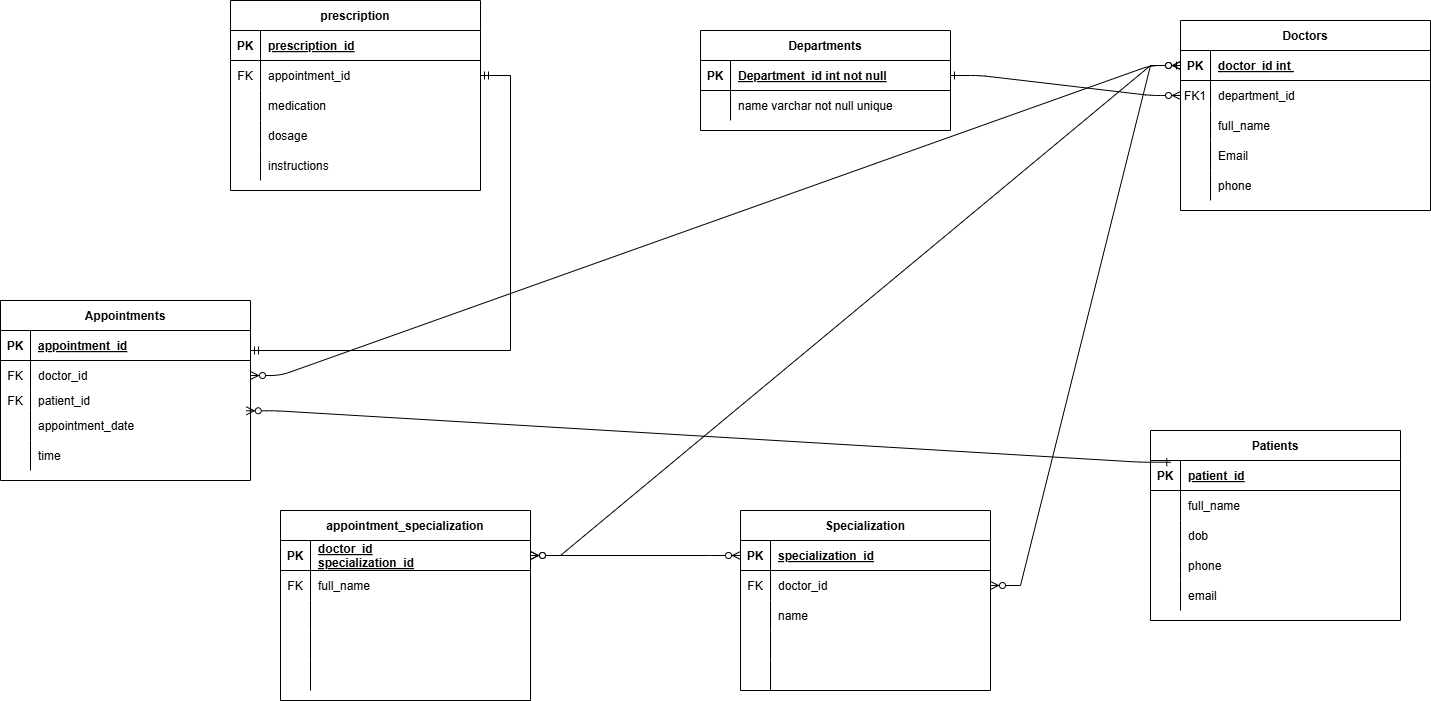 prescription
PK prescription_id
FK appointment_id
medication
dosage
instructions
Departments
PK Department_id int not null
name varchar not null unique
Doctors
PK doctor_id int
FK1 department_id
full_name
Email
phone
Appointments
PK appointment_id
FK doctor_id
FK patient_id
appointment_date
time
Patients
PK patient_id
full_name
dob
phone
email
appointment_specialization
PK doctor_id
specialization_id
FK full_name
Specialization
PK specialization_id
FK doctor_id
name